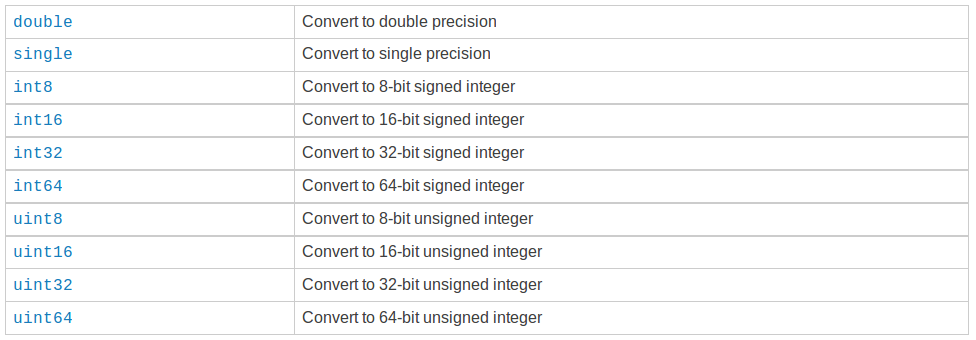 double Convert to double precision
single Convert to single precision
int8 Convert to 8-bit signed integer
int16 Convert to 16-bit signed integer
int32 Convert to 32-bit signed integer
int64 Convert to 64-bit signed integer
uint8 Convert to 8-bit unsigned integer
uint16 Convert to 16-bit unsigned integer
uint32 Convert to 32-bit unsigned integer
uint64 Convert to 64-bit unsigned integer